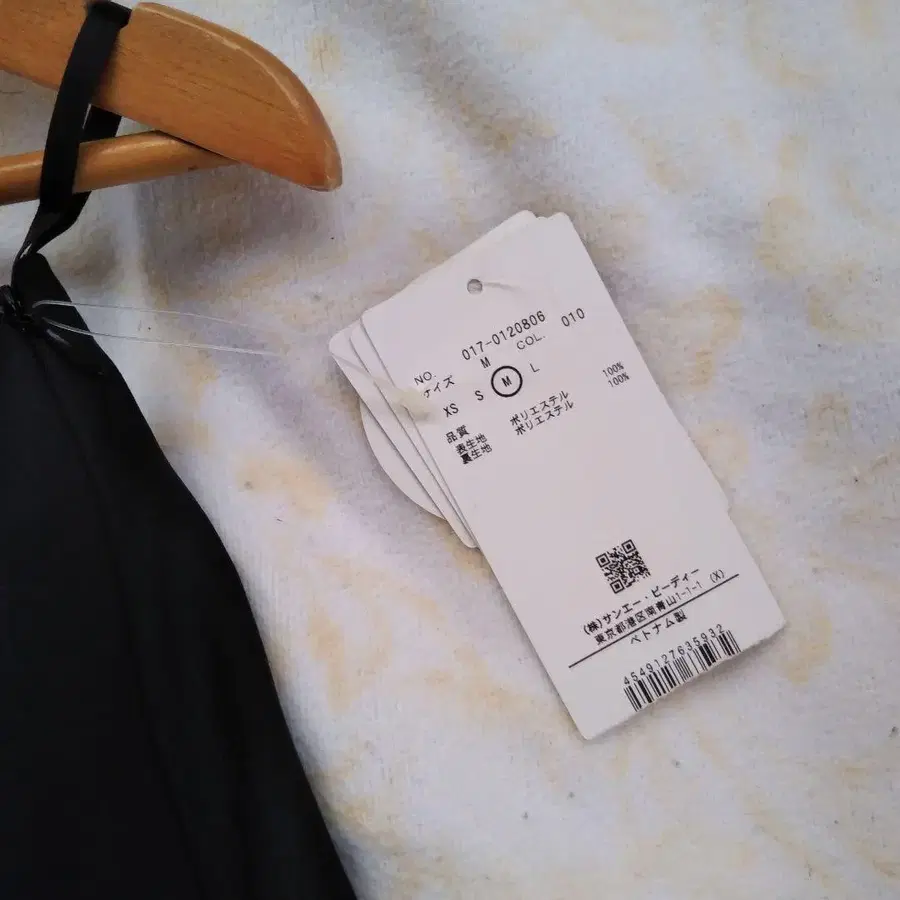 NO. 017-0120806
サイズ M COL. 010
XS S M L
品質
表生地 ポリエステル 100%
裏生地 ポリエステル 100%
(株)サンエー・ビーディー
東京都港区南青山1-1-1 (X)
ベトナム製
4549127635932